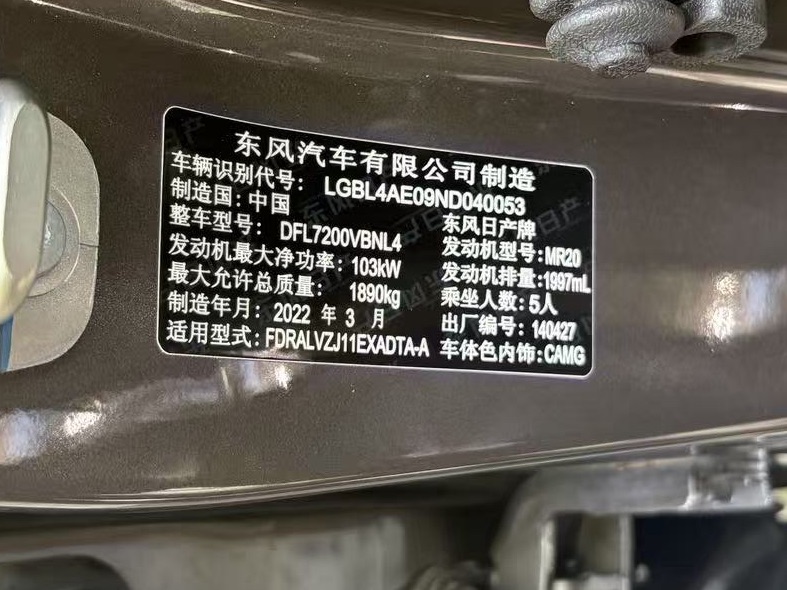 东风汽车有限公司制造
车辆识别代号: LGBL4AE09ND040053
制造国: 中国 东风日产牌
整车型号: DFL7200VBNL4 发动机型号: MR20
发动机最大净功率: 103kW 发动机排量: 1997mL
最大允许总质量: 1890kg 乘坐人数: 5人
制造年月: 2022 年 3 月 出厂编号: 140427
适用型式: FDRALVZJ11EXADTA-A 车体色内饰: CAMG